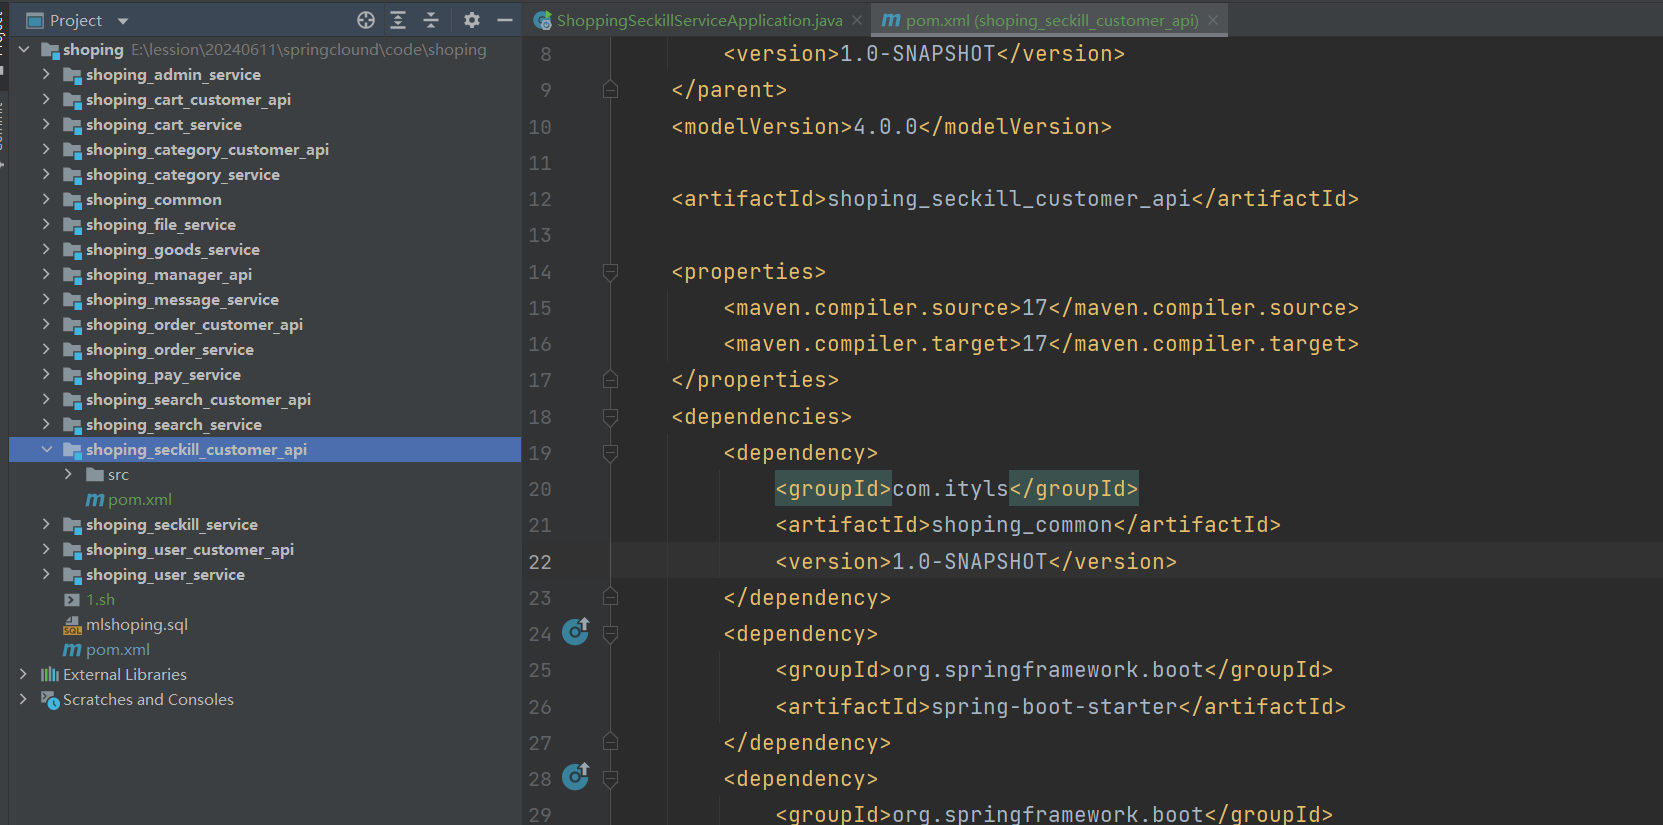 Project
ShoppingSeckillServiceApplication.java
pom.xml (shoping_seckill_customer_api)
shoping E:\lession\20240611\springclound\code\shoping
shoping_admin_service
shoping_cart_customer_api
shoping_cart_service
shoping_category_customer_api
shoping_category_service
shoping_common
shoping_file_service
shoping_goods_service
shoping_manager_api
shoping_message_service
shoping_order_customer_api
shoping_order_service
shoping_pay_service
shoping_search_customer_api
shoping_search_service
shoping_seckill_customer_api
src
pom.xml
shoping_seckill_service
shoping_user_customer_api
shoping_user_service
1.sh
mlshoping.sql
pom.xml
External Libraries
Scratches and Consoles
8 <version>1.0-SNAPSHOT</version>
9 </parent>
10 <modelVersion>4.0.0</modelVersion>
11
12 <artifactId>shoping_seckill_customer_api</artifactId>
13
14 <properties>
15 <maven.compiler.source>17</maven.compiler.source>
16 <maven.compiler.target>17</maven.compiler.target>
17 </properties>
18 <dependencies>
19 <dependency>
20 <groupId>com.ityls</groupId>
21 <artifactId>shoping_common</artifactId>
22 <version>1.0-SNAPSHOT</version>
23 </dependency>
24 <dependency>
25 <groupId>org.springframework.boot</groupId>
26 <artifactId>spring-boot-starter</artifactId>
27 </dependency>
28 <dependency>
29 <groupId>org.springframework.boot</groupId>